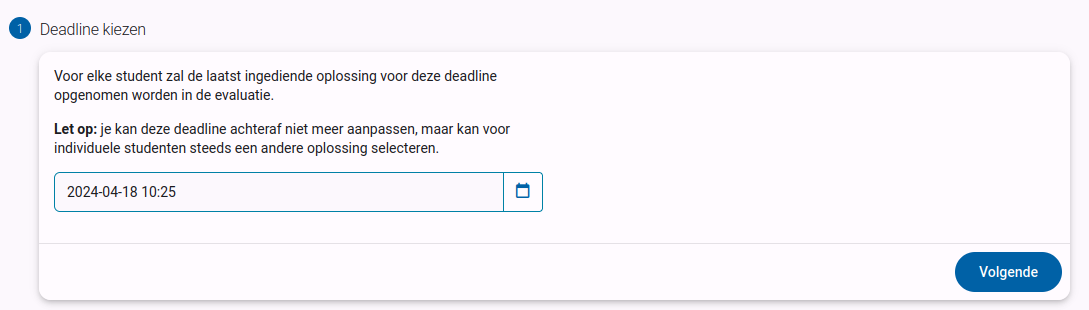 1 Deadline kiezen
Voor elke student zal de laatst ingediende oplossing voor deze deadline
opgenomen worden in de evaluatie.
Let op: je kan deze deadline achteraf niet meer aanpassen, maar kan voor
individuele studenten steeds een andere oplossing selecteren.
2024-04-18 10:25
Volgende